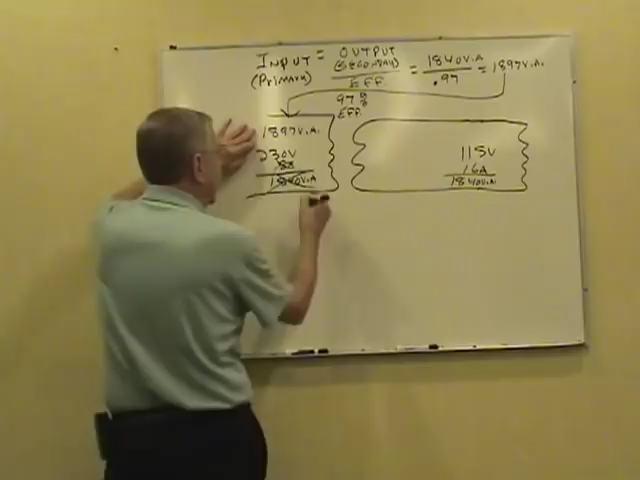 INPUT = OUTPUT
(PRIMARY) (SECONDARY)
EFF. = 1840V.A / .97 = 1897V.A.
97%
EFF.
1897V.A.
230V
8A
1840V.A
115V
16A
1840V.A.